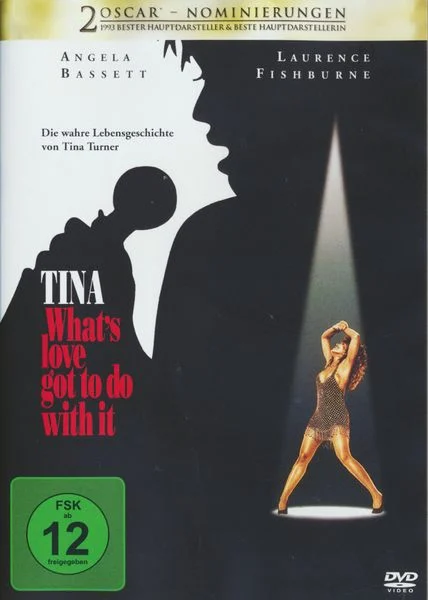 2 OSCAR® – NOMINIERUNGEN
1993 BESTER HAUPTDARSTELLER & BESTE HAUPTDARSTELLERIN
ANGELA BASSETT
LAURENCE FISHBURNE
Die wahre Lebensgeschichte
von Tina Turner
TINA
What's
love
got to do
with it
FSK
ab
12
freigegeben
DVD
VIDEO